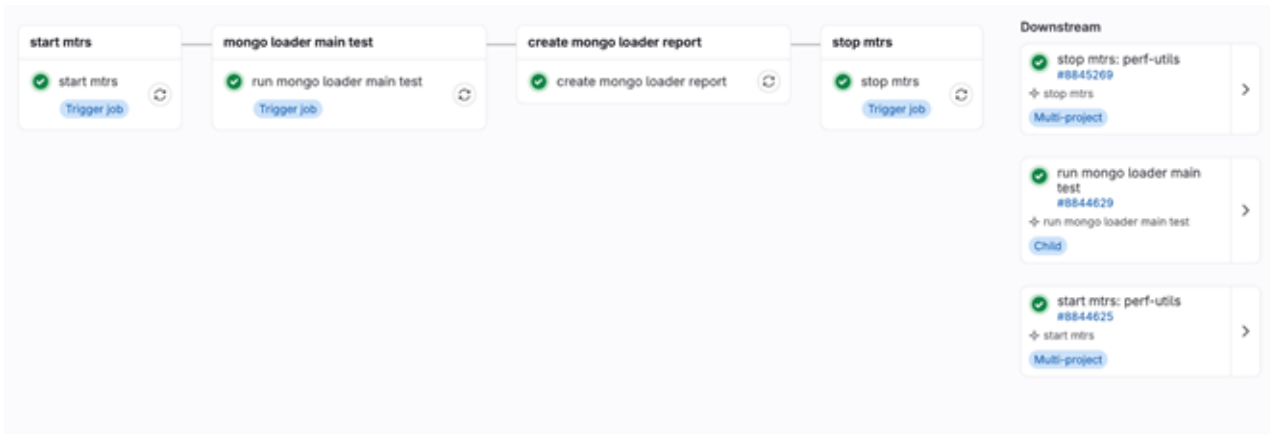 start mtrs
start mtrs
Trigger job
mongo loader main test
run mongo loader main test
Trigger job
create mongo loader report
create mongo loader report
stop mtrs
stop mtrs
Trigger job
Downstream
stop mtrs: perf-utils
#8845269
stop mtrs
Multi-project
run mongo loader main
test
#8844629
run mongo loader main test
Child
start mtrs: perf-utils
#8844625
start mtrs
Multi-project